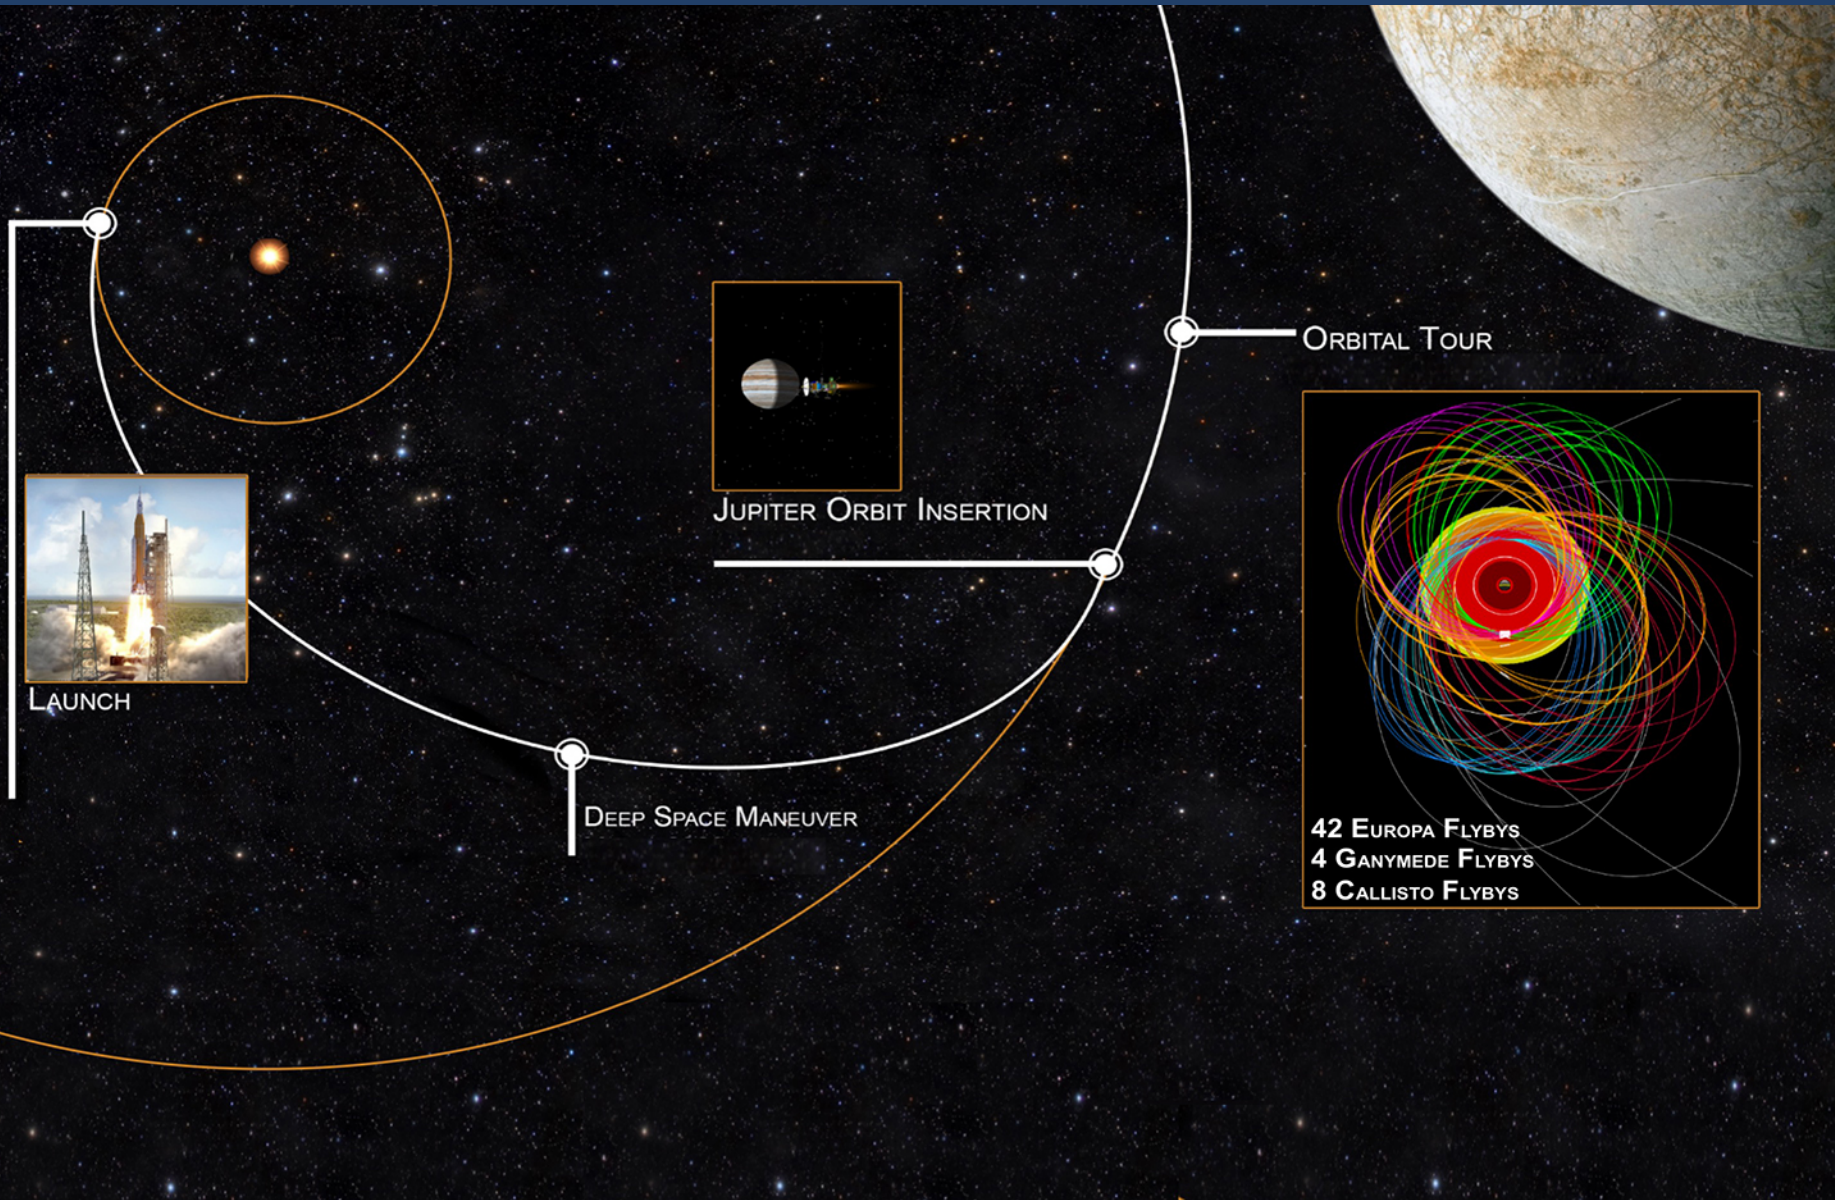 Launch
Deep Space Maneuver
Jupiter Orbit Insertion
Orbital Tour
42 Europa Flybys
4 Ganymede Flybys
8 Callisto Flybys